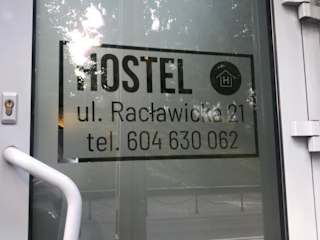 HOSTEL H
ul. Racławicka 21
tel. 604 630 062